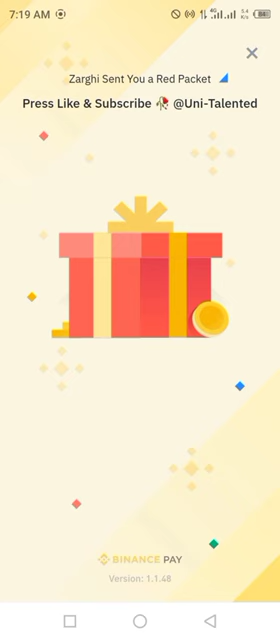 7:19 AM
Zarghi Sent You a Red Packet
Press Like & Subscribe 🥀 @Uni-Talented
BINANCE PAY
Version: 1.1.48